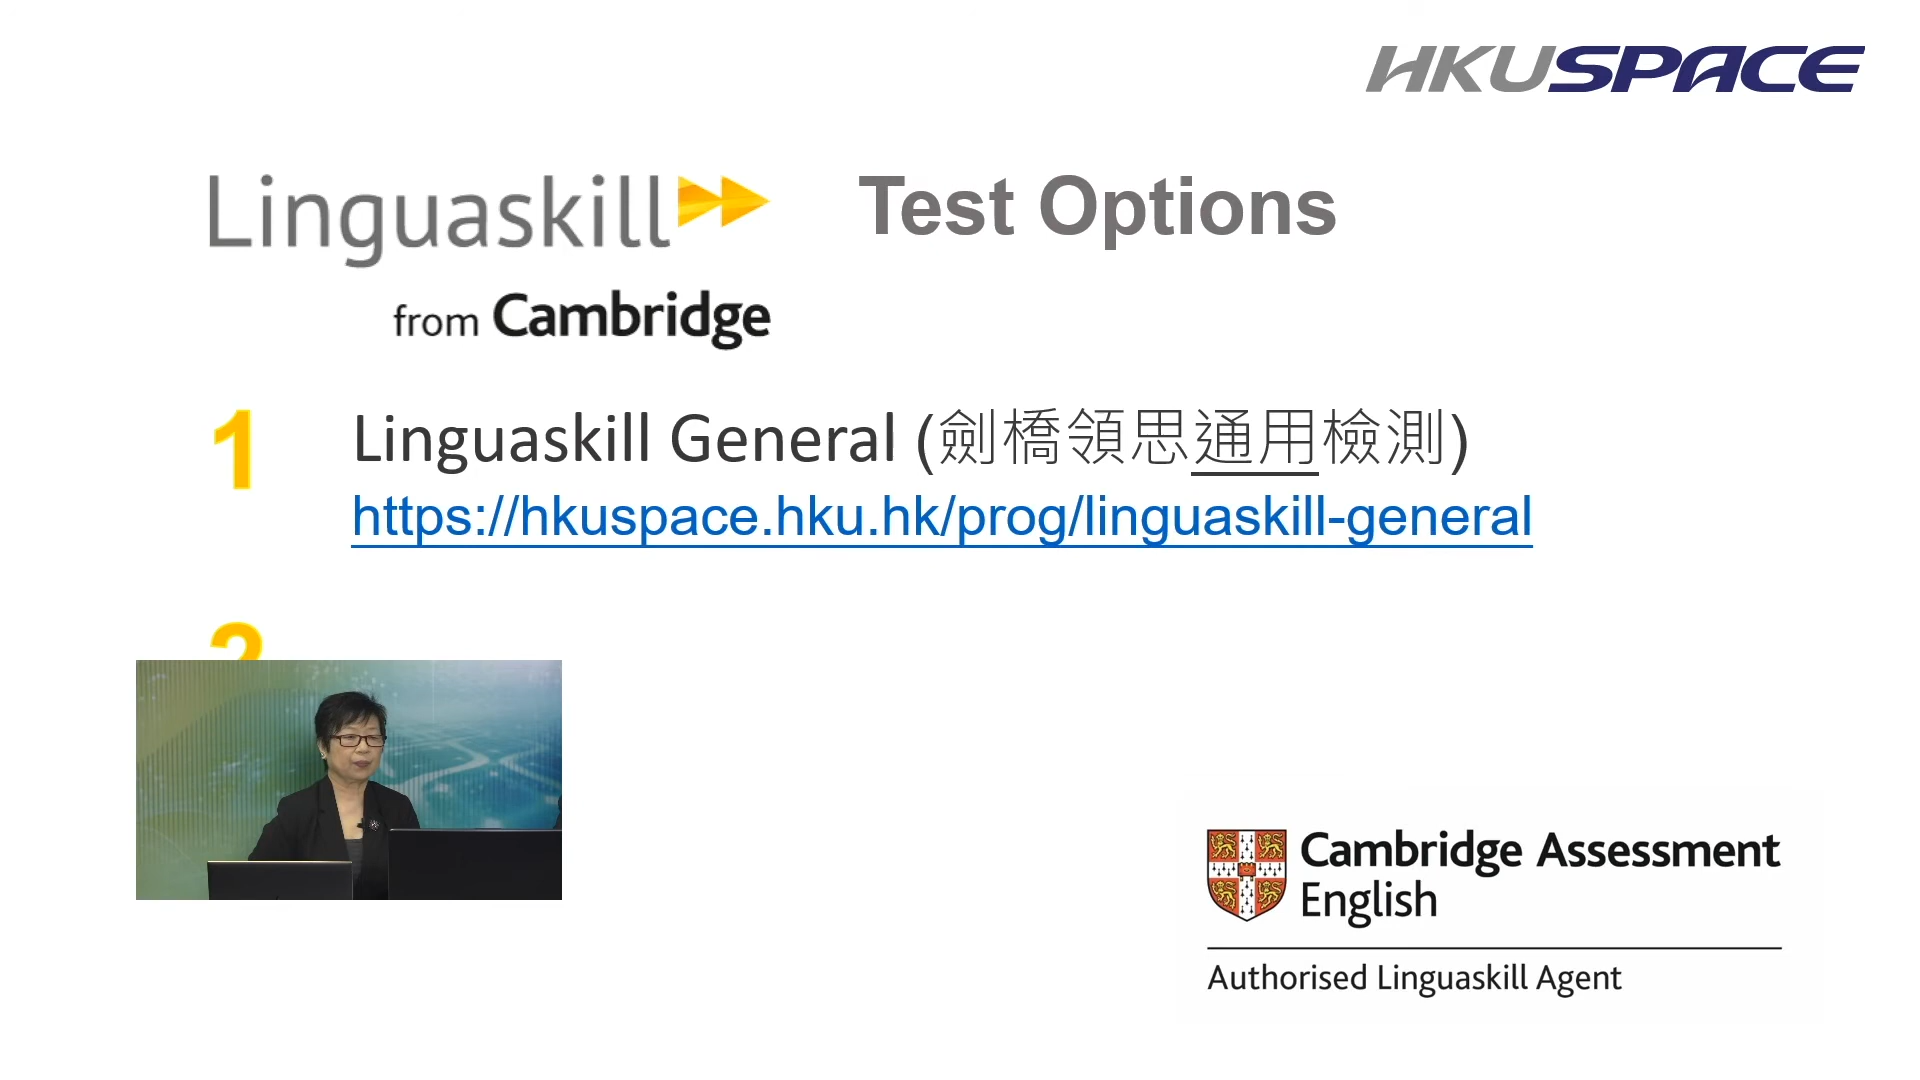 HKUSPACE
Linguaskill Test Options
from Cambridge
1 Linguaskill General (劍橋領思通用檢測)
https://hkuspace.hku.hk/prog/linguaskill-general
2
Cambridge Assessment
English
Authorised Linguaskill Agent